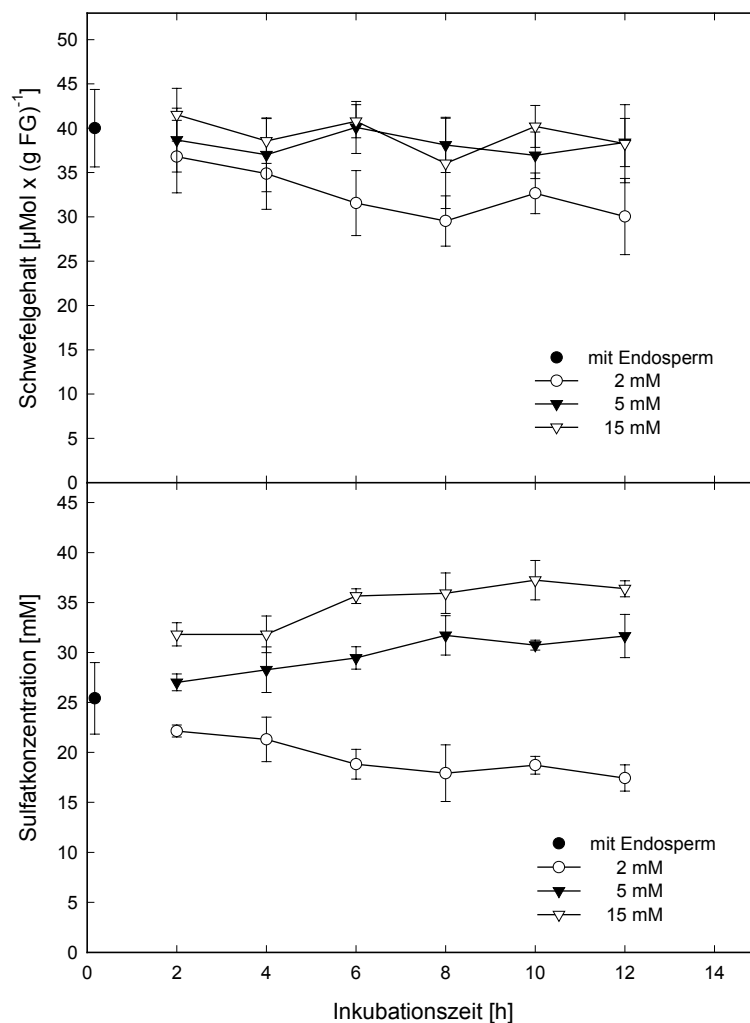 Schwefelgehalt [µMol x (g FG)⁻¹]
50
45
40
35
30
25
20
15
10
5
0
mit Endosperm
2 mM
5 mM
15 mM
Sulfatkonzentration [mM]
45
40
35
30
25
20
15
10
5
0
mit Endosperm
2 mM
5 mM
15 mM
0 2 4 6 8 10 12 14
Inkubationszeit [h]